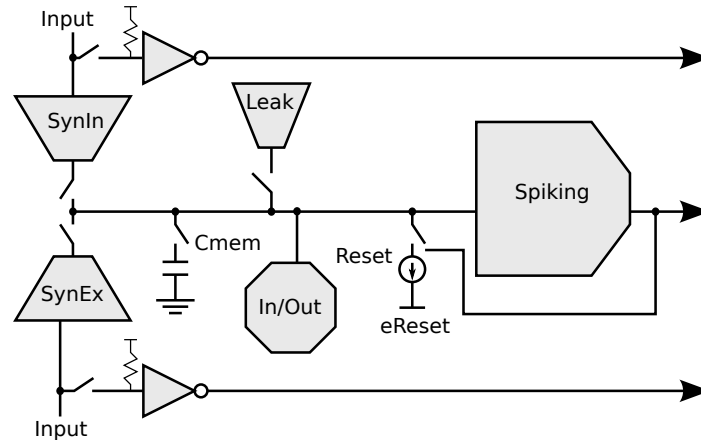 Input
SynIn
Leak
Spiking
Cmem
Reset
SynEx
In/Out
eReset
Input